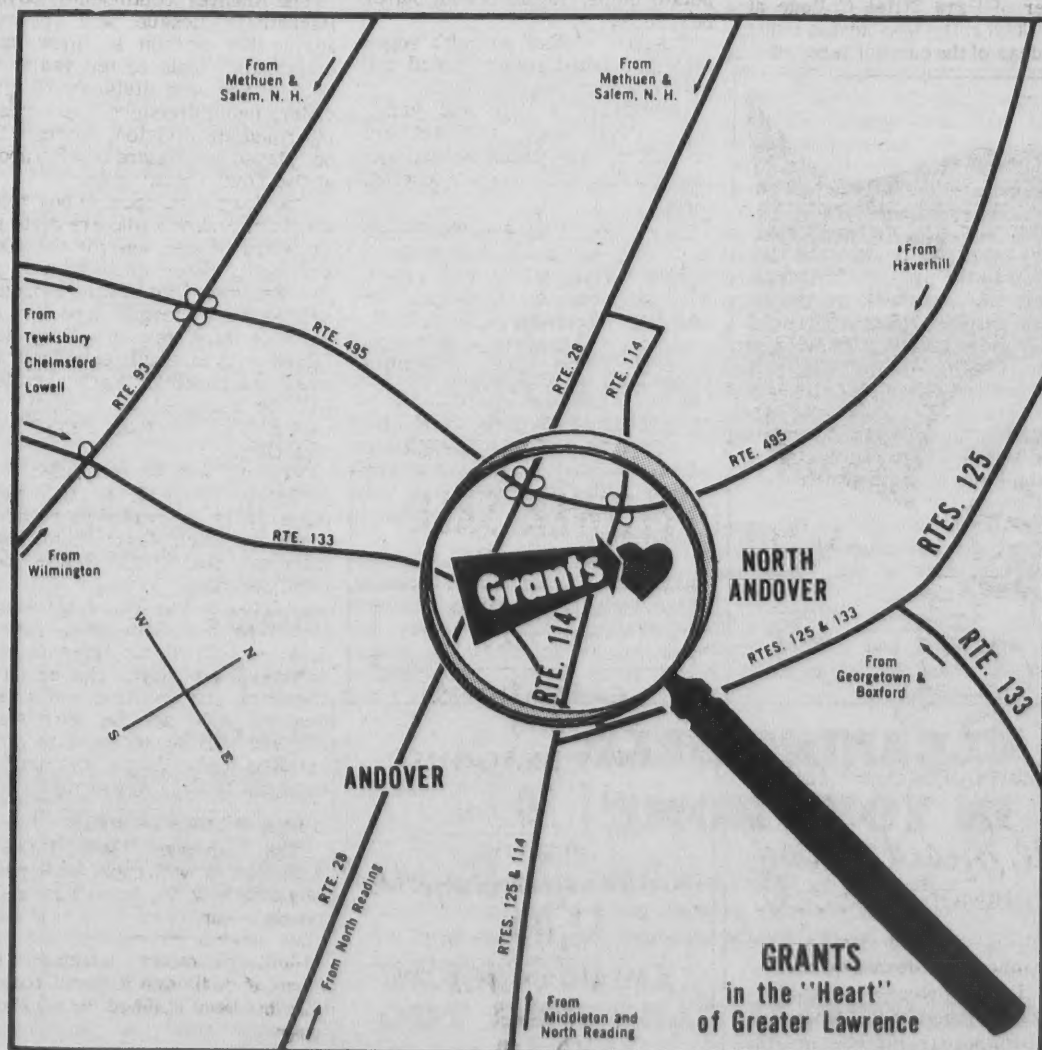 From
Methuen &
Salem, N. H.
From
Methuen &
Salem, N. H.
From
Haverhill
From
Tewksbury
Chelmsford
Lowell
RTE. 93
RTE. 495
RTE. 28
RTE. 114
RTE. 495
RTES. 125
RTE. 133
From
Wilmington
Grants
RTE. 114
NORTH
ANDOVER
RTES. 125 & 133
From
Georgetown &
Boxford
RTE. 133
W
N
S
E
ANDOVER
RTE. 28
From North Reading
RTES. 125 & 114
From
Middleton and
North Reading
GRANTS
in the "Heart"
of Greater Lawrence